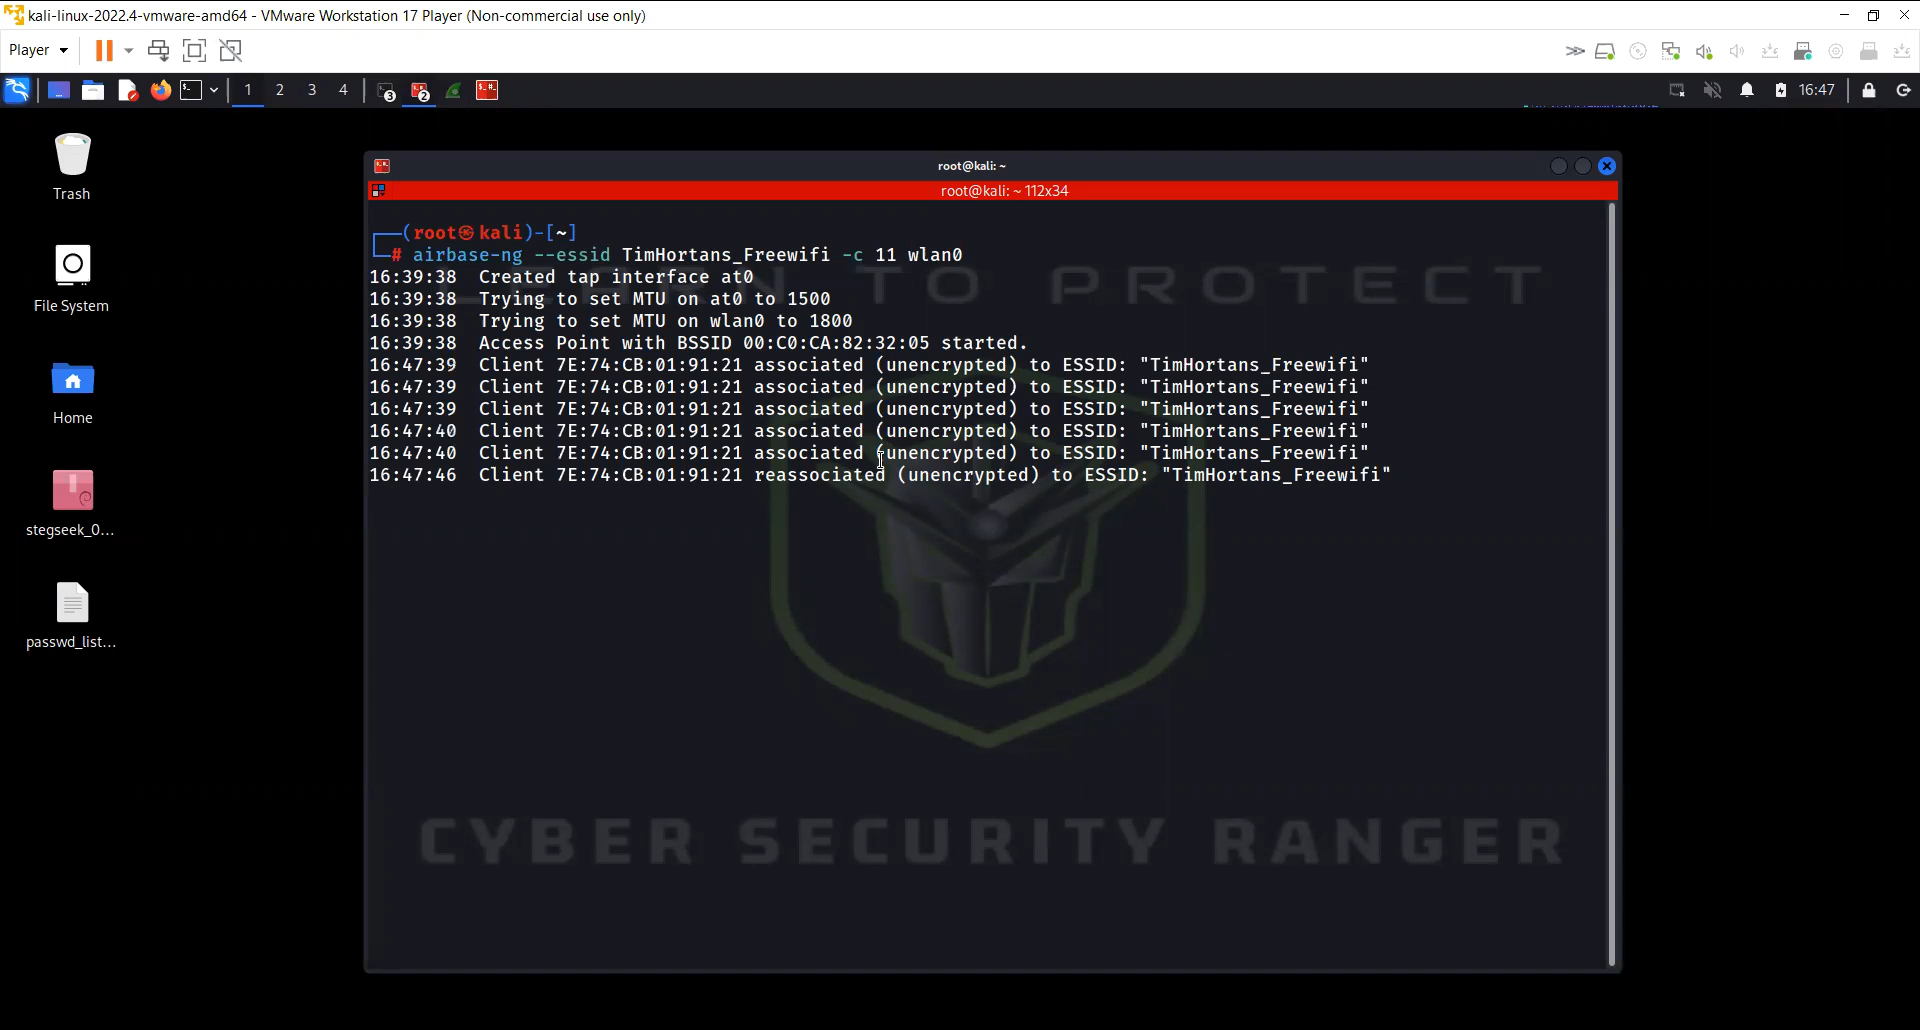 kali-linux-2022.4-vmware-amd64 - VMware Workstation 17 Player (Non-commercial use only)
Player
1 2 3 4 3 2 16:47
Trash
File System
Home
stegseek_0...
passwd_list...
root@kali: ~
root@kali: ~ 112x34
(root㉿kali)-[~]
# airbase-ng --essid TimHortans_Freewifi -c 11 wlan0
16:39:38 Created tap interface at0
16:39:38 Trying to set MTU on at0 to 1500
16:39:38 Trying to set MTU on wlan0 to 1800
16:39:38 Access Point with BSSID 00:C0:CA:82:32:05 started.
16:47:39 Client 7E:74:CB:01:91:21 associated (unencrypted) to ESSID: "TimHortans_Freewifi"
16:47:39 Client 7E:74:CB:01:91:21 associated (unencrypted) to ESSID: "TimHortans_Freewifi"
16:47:39 Client 7E:74:CB:01:91:21 associated (unencrypted) to ESSID: "TimHortans_Freewifi"
16:47:40 Client 7E:74:CB:01:91:21 associated (unencrypted) to ESSID: "TimHortans_Freewifi"
16:47:40 Client 7E:74:CB:01:91:21 associated (unencrypted) to ESSID: "TimHortans_Freewifi"
16:47:46 Client 7E:74:CB:01:91:21 reassociated (unencrypted) to ESSID: "TimHortans_Freewifi"
LEARN TO PROTECT
CYBER SECURITY RANGER